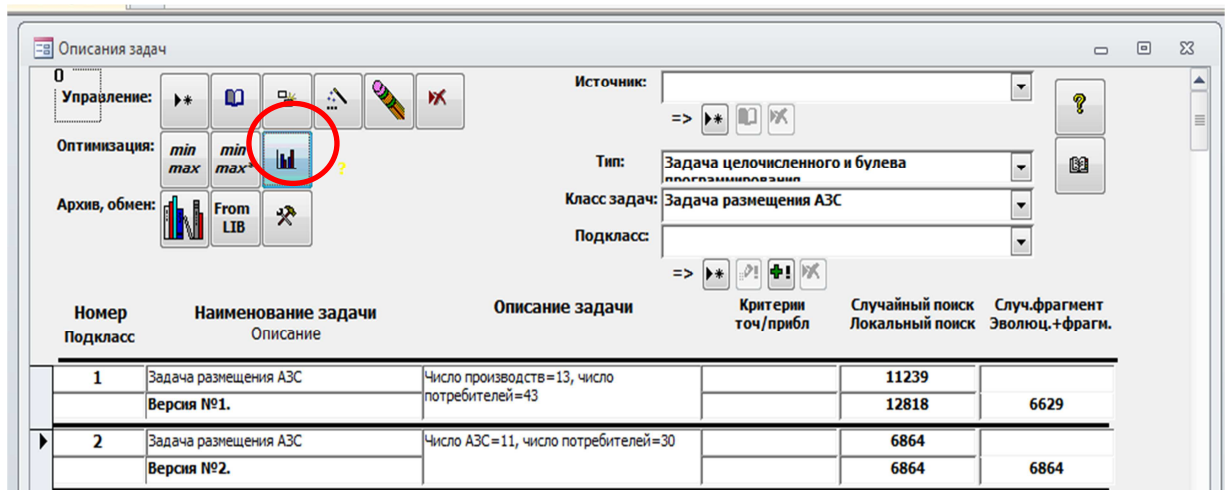 Описания задач
0
Управление:
Источник:
=>
?
Оптимизация:
min max
min max*
?
Тип:
Задача целочисленного и булева
программирования
Архив, обмен:
From LIB
Класс задач:
Задача размещения АЗС
Подкласс:
=>
Номер
Подкласс
Наименование задачи
Описание
Описание задачи
Критерии
точ/прибл
Случайный поиск
Локальный поиск
Случ.фрагмент
Эволюц.+фрагм.
1
Задача размещения АЗС
Число производств=13, число
потребителей=43
11239
Версия №1.
12818
6629
2
Задача размещения АЗС
Число АЗС=11, число потребителей=30
6864
Версия №2.
6864
6864